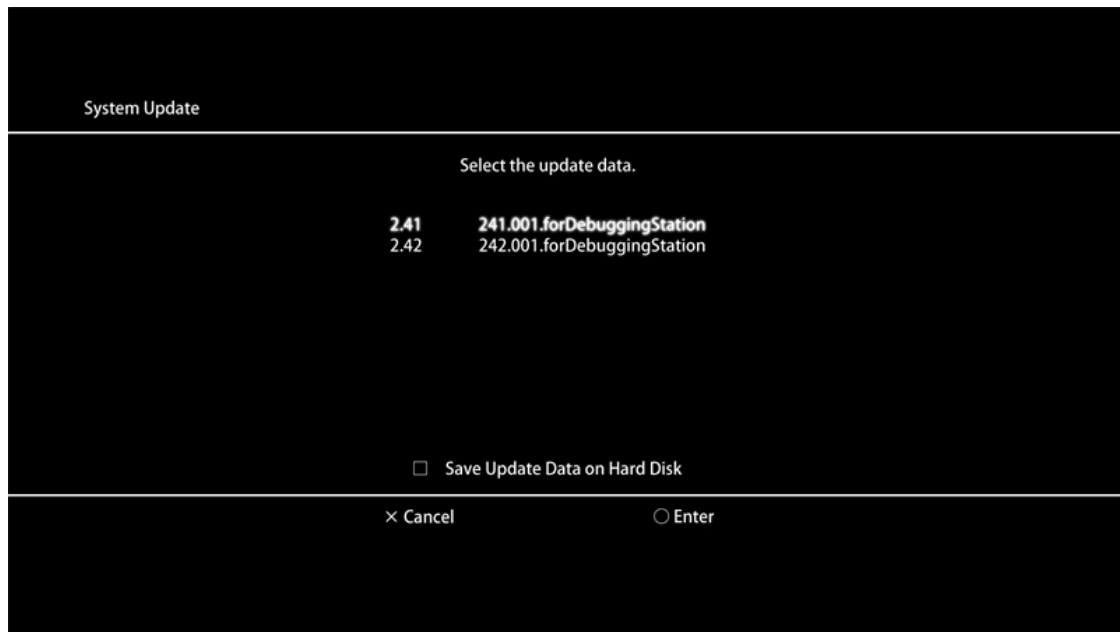 System Update
Select the update data.
2.41 241.001.forDebuggingStation
2.42 242.001.forDebuggingStation
□ Save Update Data on Hard Disk
× Cancel ○ Enter